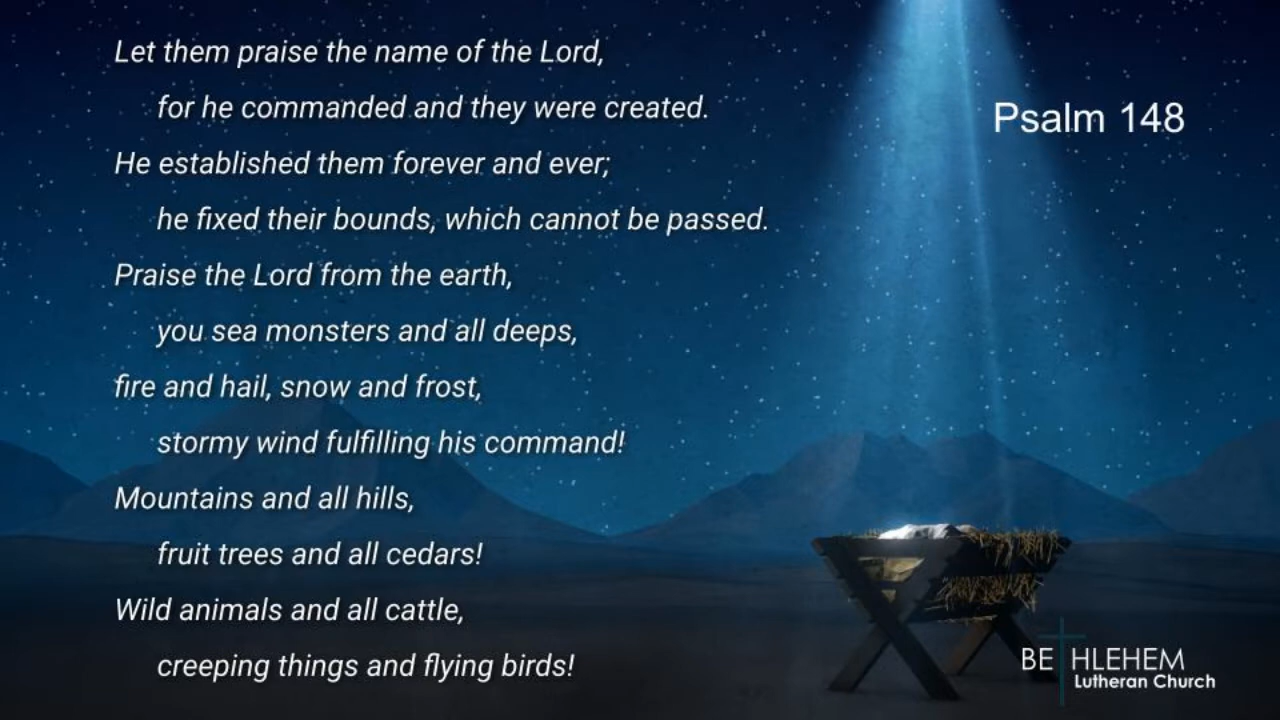 Let them praise the name of the Lord,
for he commanded and they were created.
He established them forever and ever;
he fixed their bounds, which cannot be passed.
Praise the Lord from the earth,
you sea monsters and all deeps,
fire and hail, snow and frost,
stormy wind fulfilling his command!
Mountains and all hills,
fruit trees and all cedars!
Wild animals and all cattle,
creeping things and flying birds!
Psalm 148
BETHLEHEM
Lutheran Church